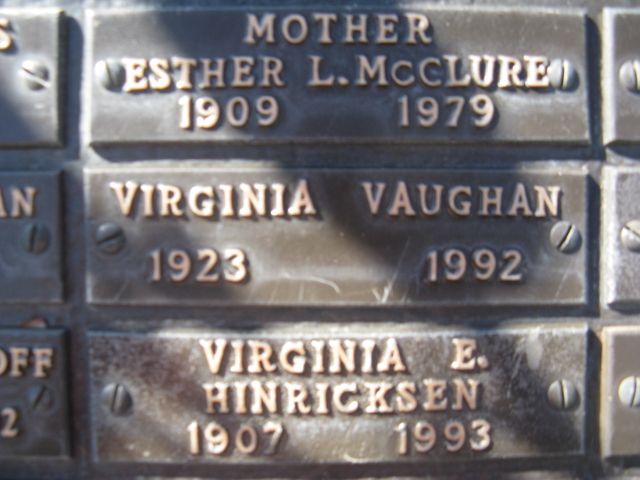 MOTHER
ESTHER L. McCLURE
1909 1979
VIRGINIA VAUGHAN
1923 1992
VIRGINIA E.
HINRICKSEN
1907 1993